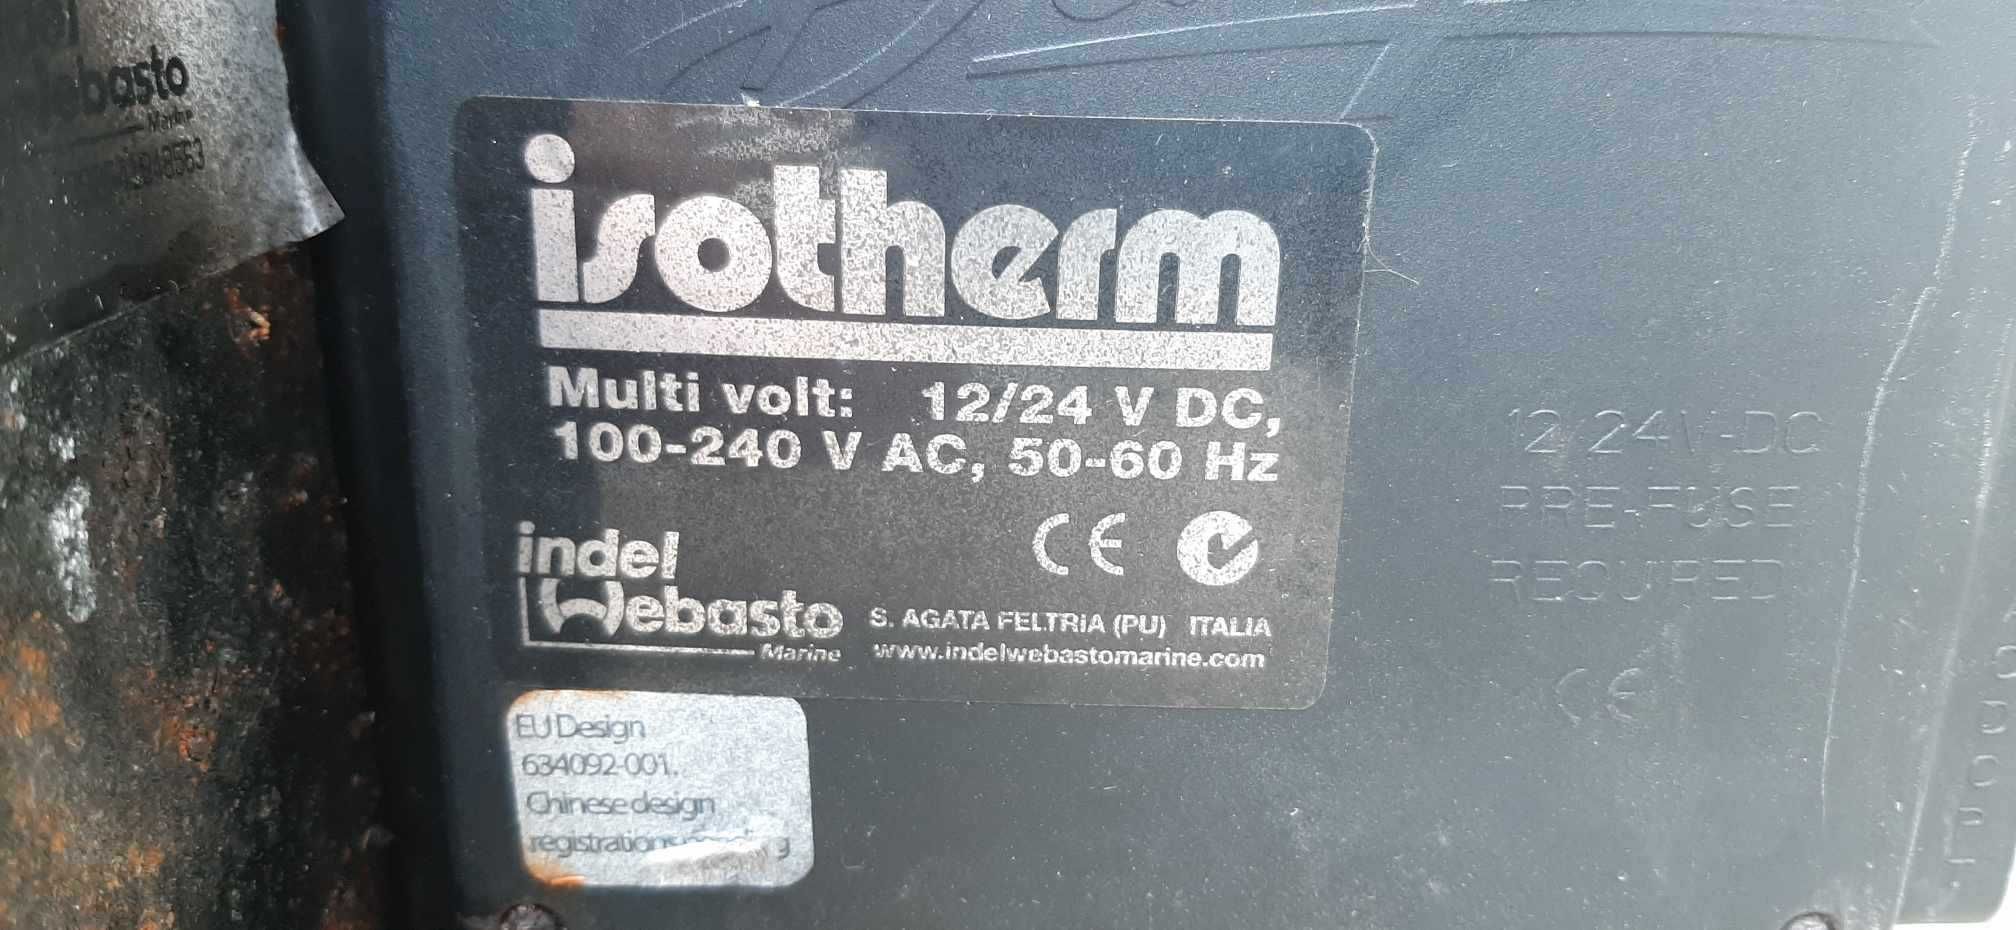 Webasto
Marine
isotherm
Multi volt: 12/24 V DC,
100-240 V AC, 50-60 Hz
CE
indel
Webasto
Marine
S. AGATA FELTRIA (PU) ITALIA
www.indelwebastomarine.com
EU Design
634092-001.
Chinese design
12/24V-DC
PRE-FUSE
REQUIRED
CE